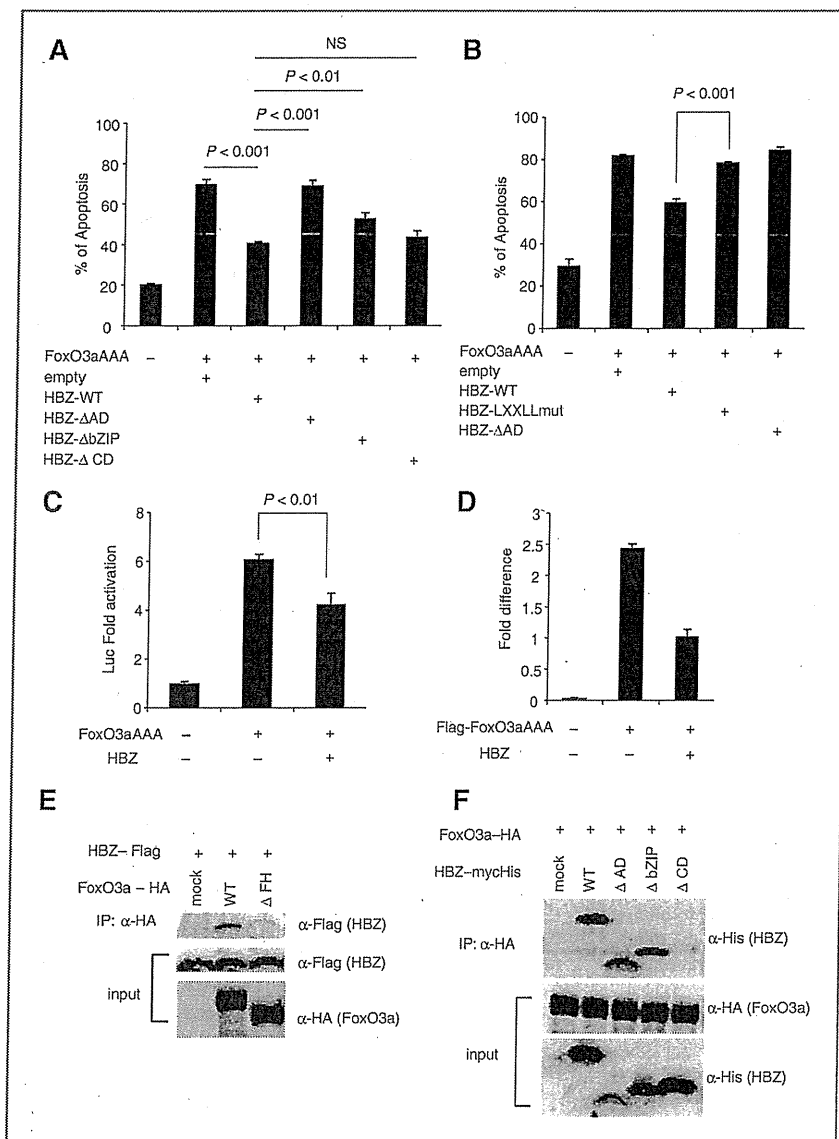 A
NS
P < 0.01
P < 0.001
P < 0.001
100
80
60
40
20
0
% of Apoptosis
FoxO3aAAA – + + + + +
empty +
HBZ-WT +
HBZ-ΔAD +
HBZ-ΔbZIP +
HBZ-Δ CD +
B
P < 0.001
100
80
60
40
20
0
% of Apoptosis
FoxO3aAAA – + + + +
empty +
HBZ-WT +
HBZ-LXXLLmut +
HBZ-ΔAD +
C
P < 0.01
8
6
4
2
0
Luc Fold activation
FoxO3aAAA – + +
HBZ – – +
D
3
2.5
2
1.5
1
0.5
0
Fold difference
Flag-FoxO3aAAA – + +
HBZ – – +
E
HBZ–Flag + + +
FoxO3a–HA mock WT Δ FH
IP: α-HA α-Flag (HBZ)
α-Flag (HBZ)
input
α-HA (FoxO3a)
F
FoxO3a–HA + + + + +
HBZ–mycHis mock WT Δ AD Δ bZIP Δ CD
IP: α-HA α-His (HBZ)
α-HA (FoxO3a)
input
α-His (HBZ)